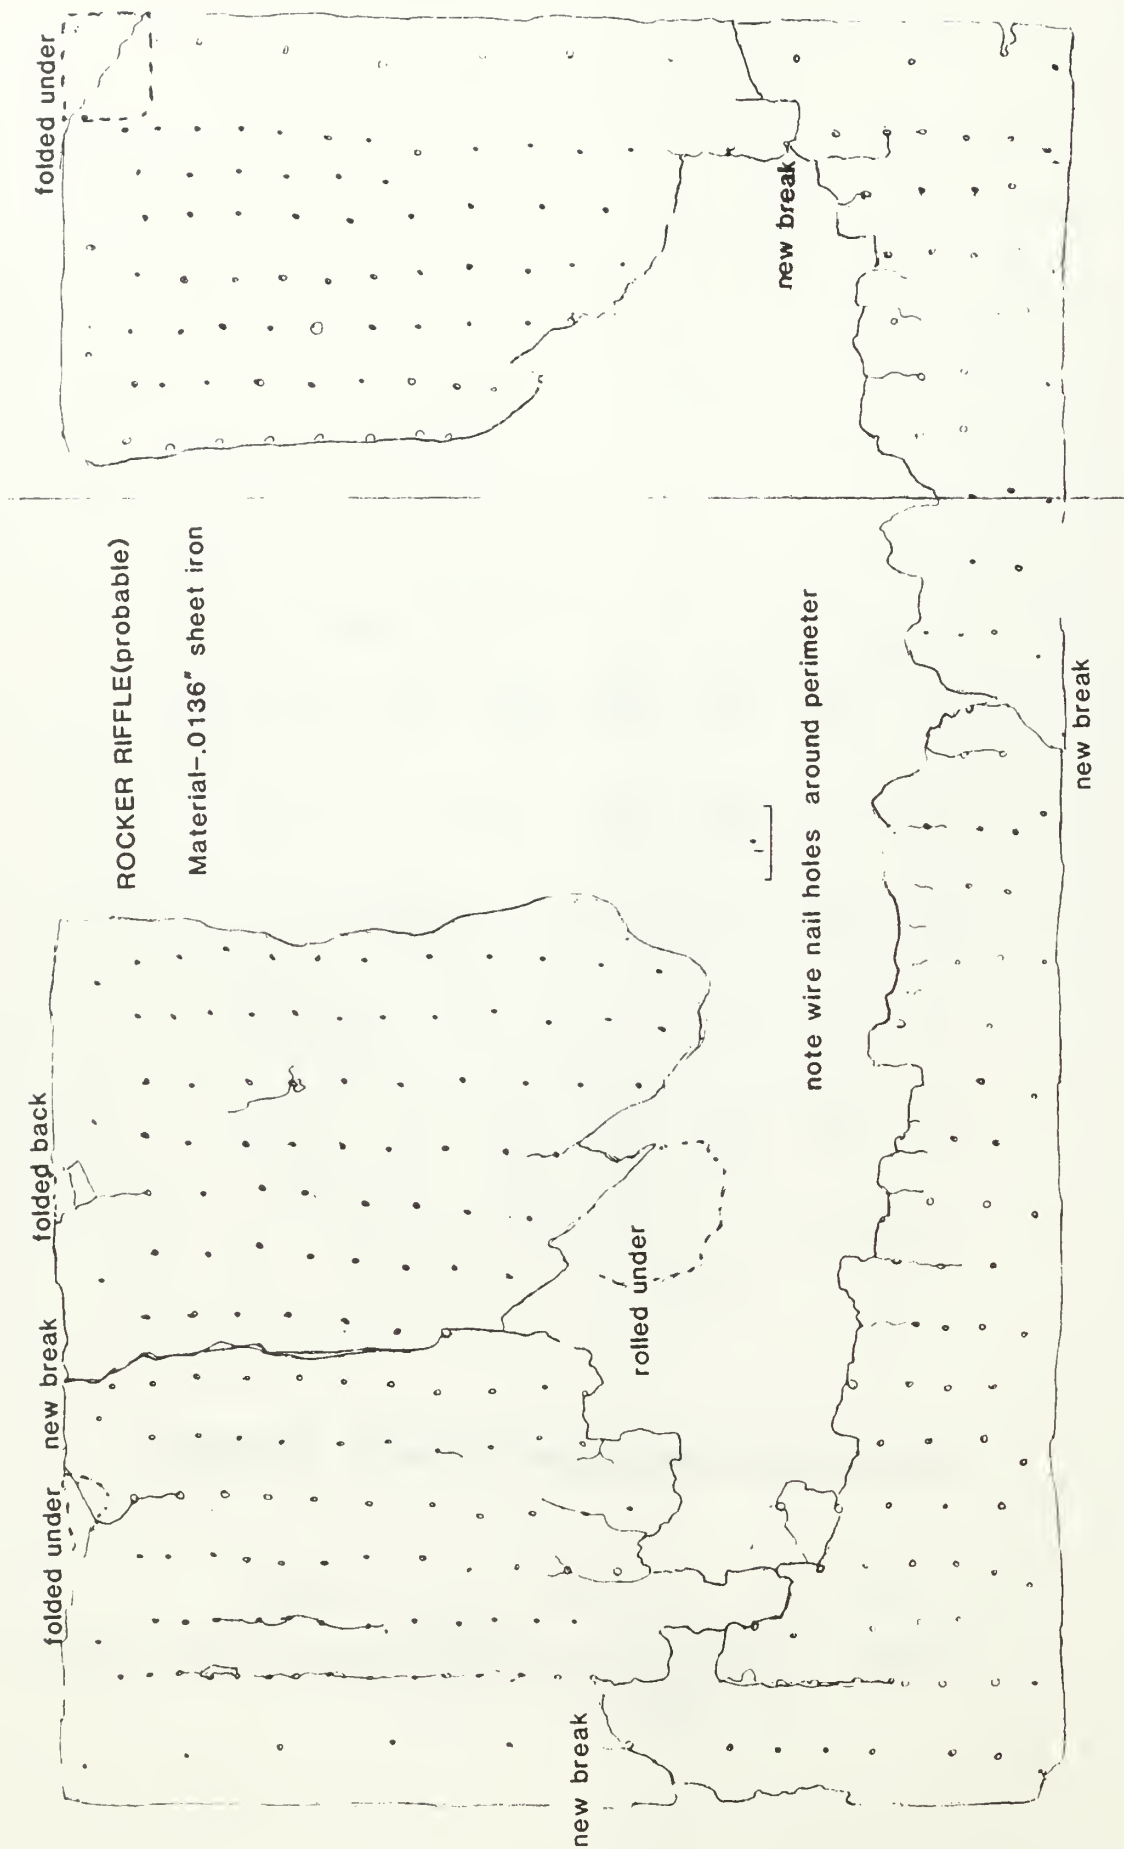 folded under
new break
folded back
folded under
ROCKER RIFFLE(probable)
Material-.0136" sheet iron
rolled under
1"
note wire nail holes around perimeter
new break
new break
new break